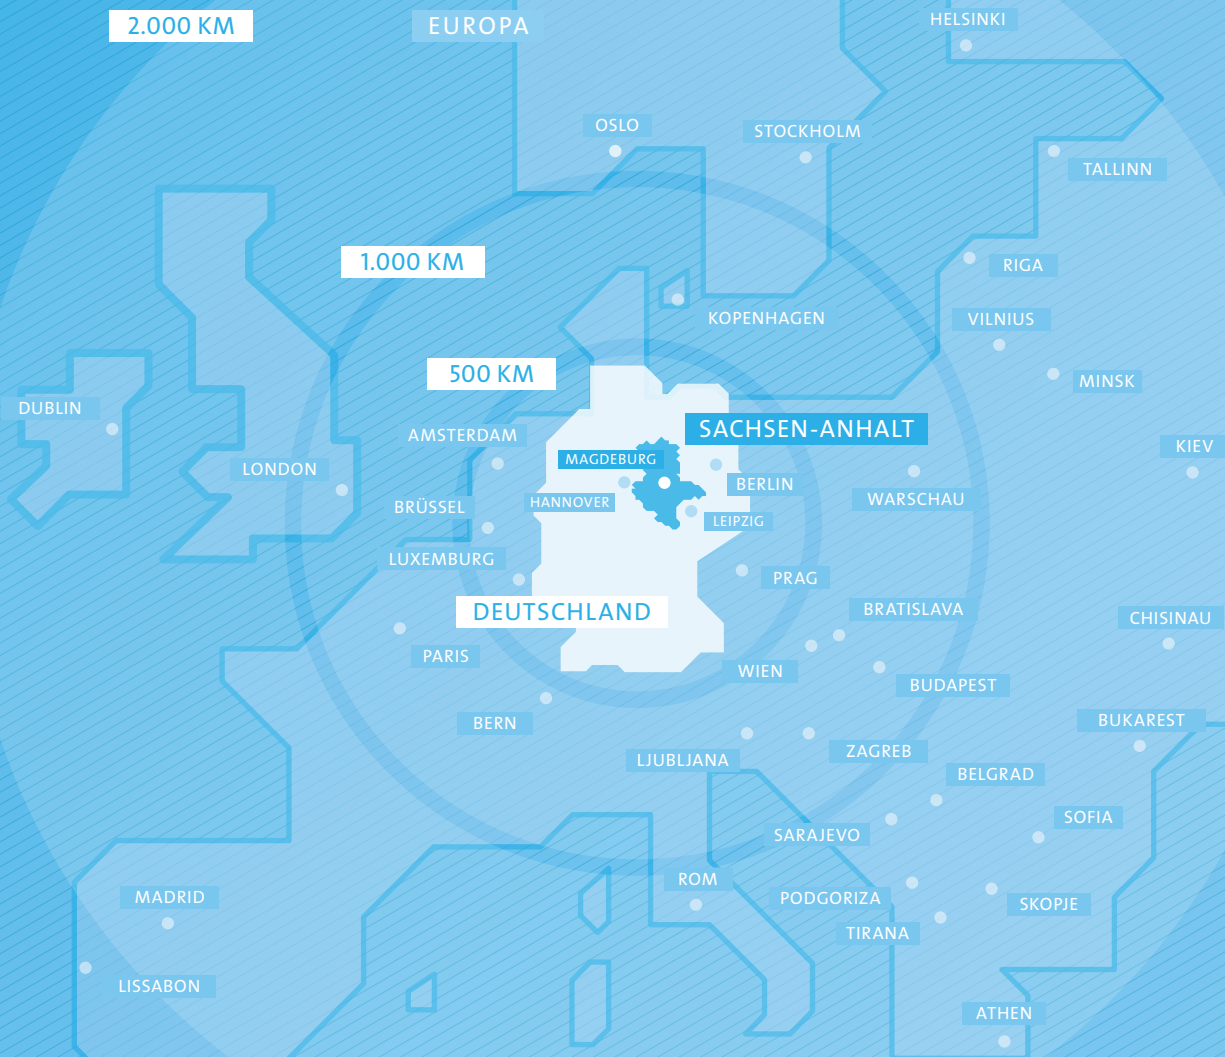 2.000 KM
EUROPA
HELSINKI
OSLO
STOCKHOLM
TALLINN
1.000 KM
RIGA
KOPENHAGEN
VILNIUS
500 KM
MINSK
DUBLIN
AMSTERDAM
SACHSEN-ANHALT
KIEV
LONDON
MAGDEBURG
BERLIN
WARSCHAU
BRÜSSEL
HANNOVER
LEIPZIG
LUXEMBURG
PRAG
DEUTSCHLAND
BRATISLAVA
CHISINAU
PARIS
WIEN
BUDAPEST
BERN
BUKAREST
LJUBLJANA
ZAGREB
BELGRAD
SOFIA
SARAJEVO
ROM
MADRID
PODGORIZA
SKOPJE
TIRANA
LISSABON
ATHEN